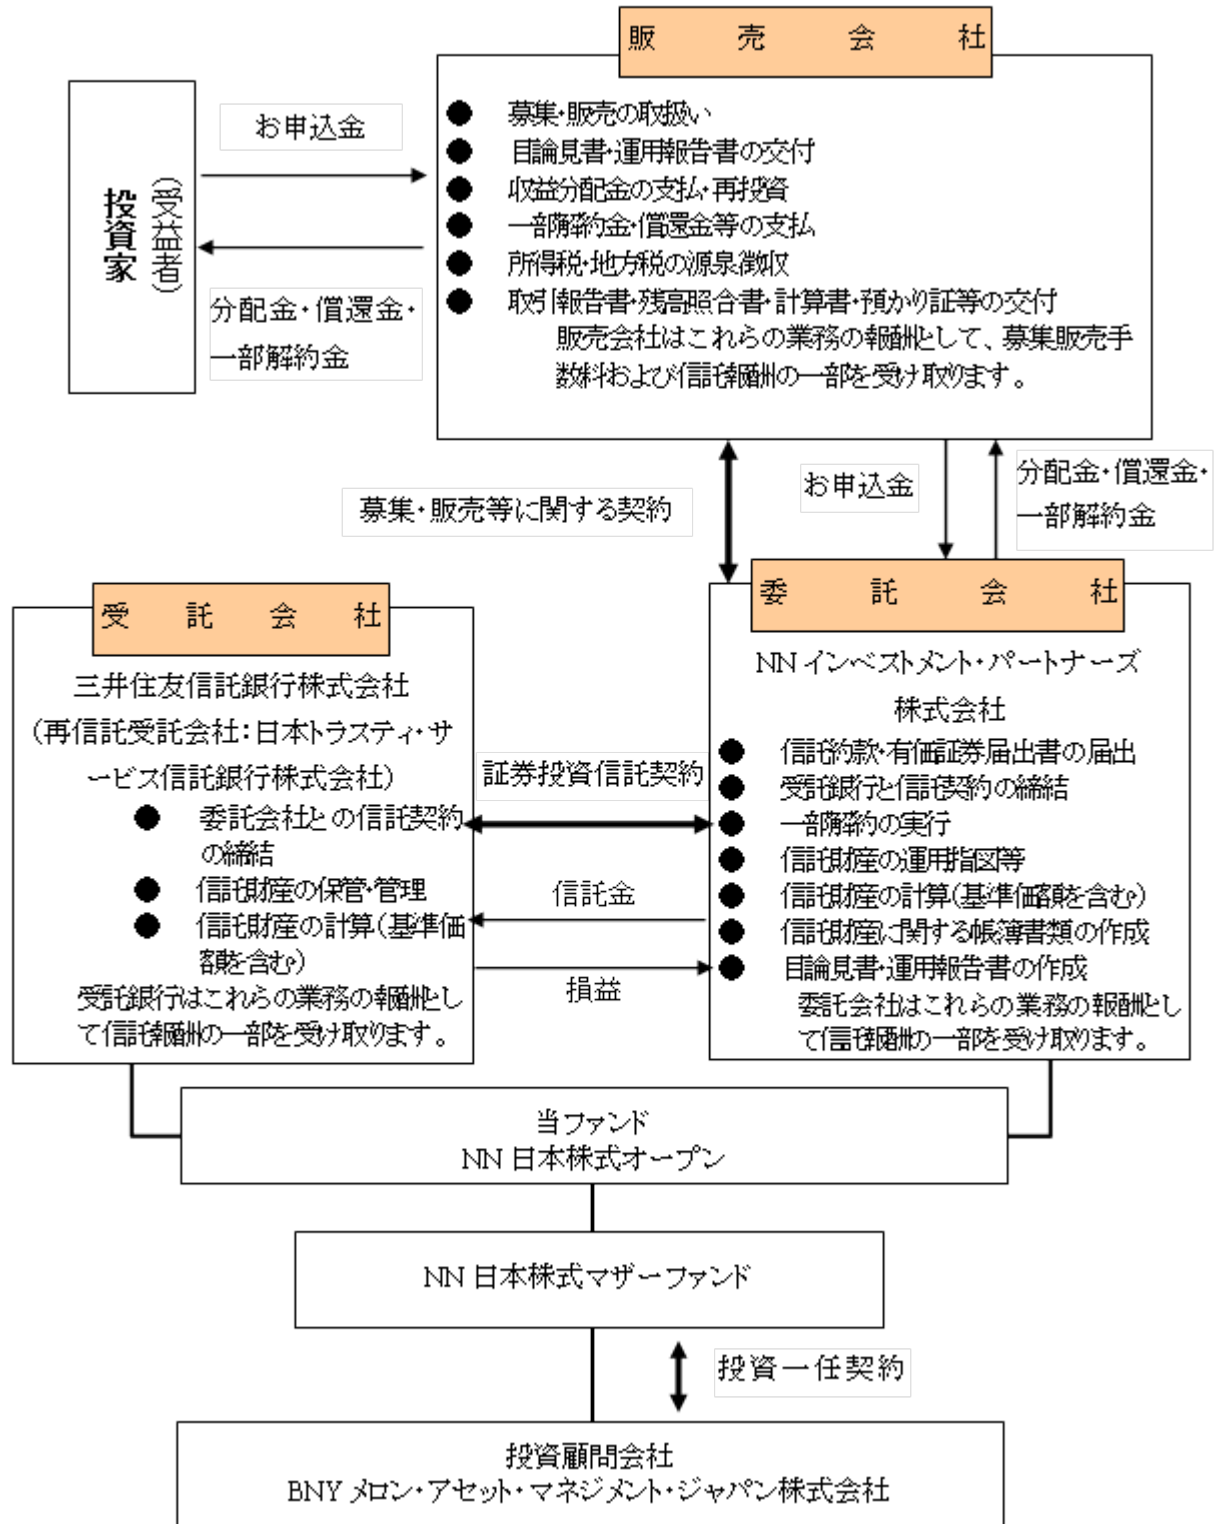 販売会社
お申込金
投資家
(受益者)
分配金・償還金・
一部解約金
● 募集・販売の取扱い
● 目論見書・運用報告書の交付
● 収益分配金の支払・再投資
● 一部解約金・償還金等の支払
● 所得税・地方税の源泉徴収
● 取引報告書・残高照合書・計算書・預かり証等の交付
販売会社はこれらの業務の報酬として、募集販売手
数料および信託報酬の一部を受け取ります。
募集・販売等に関する契約
お申込金
分配金・償還金・
一部解約金
受託会社
三井住友信託銀行株式会社
(再信託受託会社:日本トラスティ・サ
ービス信託銀行株式会社)
● 委託会社との信託契約
の締結
● 信託財産の保管・管理
● 信託財産の計算(基準価
額を含む)
受託銀行はこれらの業務の報酬とし
て信託報酬の一部を受け取ります。
証券投資信託契約
信託金
損益
委託会社
NNインベストメント・パートナーズ
株式会社
● 信託約款・有価証券届出書の届出
● 受託銀行と信託契約の締結
● 一部解約の実行
● 信託財産の運用指図等
● 信託財産の計算(基準価額を含む)
● 信託財産に関する帳簿書類の作成
● 目論見書・運用報告書の作成
委託会社はこれらの業務の報酬とし
て信託報酬の一部を受け取ります。
当ファンド
NN 日本株式オープン
NN 日本株式マザーファンド
投資一任契約
投資顧問会社
BNY メロン・アセット・マネジメント・ジャパン株式会社